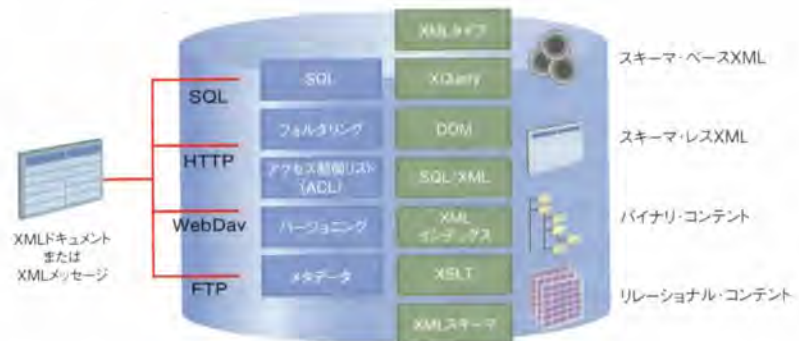 XMLドキュメント
または
XMLメッセージ
SQL
HTTP
WebDav
FTP
SQL
フォルダリング
アクセス制御リスト
(ACL)
バージョニング
メタデータ
XMLタイプ
XQuery
DOM
SQL/XML
XML
インデックス
XSLT
XMLスキーマ
スキーマ・ベースXML
スキーマ・レスXML
バイナリ・コンテント
リレーショナル・コンテント